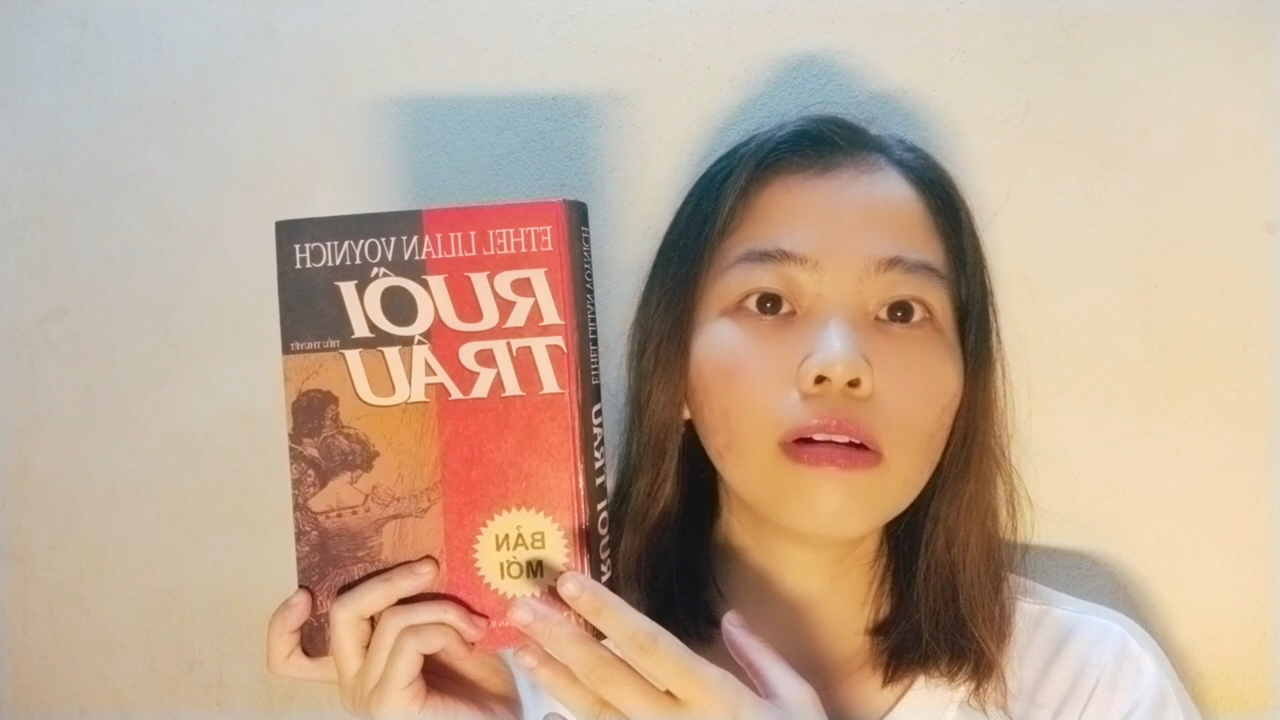 ETHEL LILIAN VOYNICH
RUỒI
TRÂU
TIỂU THUYẾT
BẢN
MỚI
ETHEL LILIAN VOYNICH RUỒI TRÂU